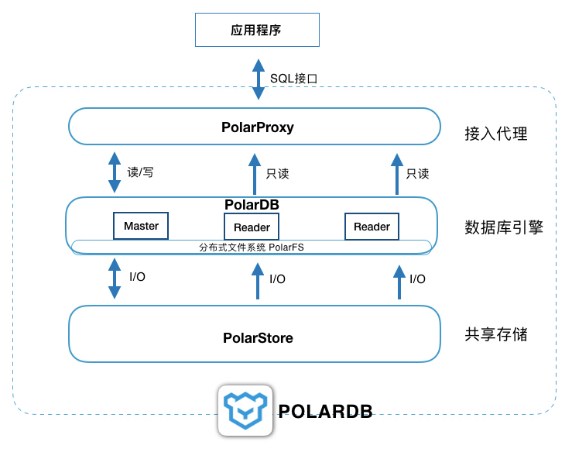 应用程序
SQL接口
PolarProxy
接入代理
读/写
只读
只读
PolarDB
Master
Reader
Reader
数据库引擎
分布式文件系统 PolarFS
I/O
I/O
I/O
PolarStore
共享存储
POLARDB